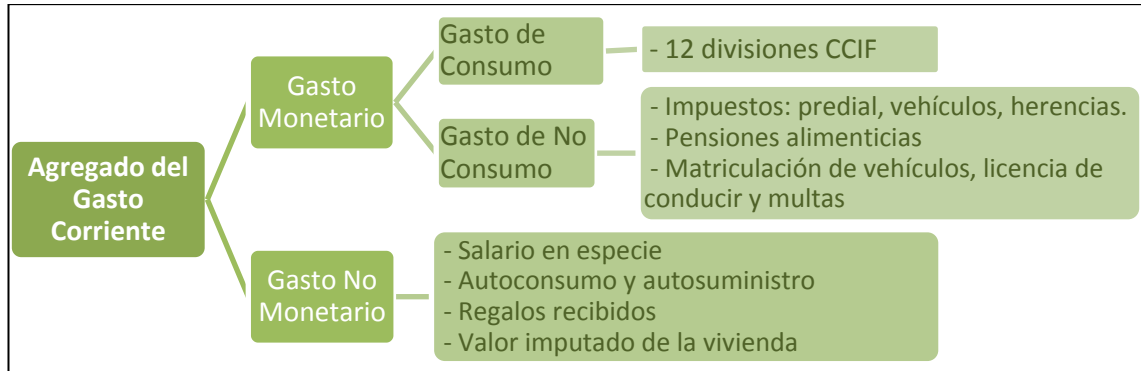 Agregado del
Gasto
Corriente
Gasto
Monetario
Gasto de
Consumo
- 12 divisiones CCIF
Gasto de No
Consumo
- Impuestos: predial, vehículos, herencias.
- Pensiones alimenticias
- Matriculación de vehículos, licencia de
conducir y multas
Gasto No
Monetario
- Salario en especie
- Autoconsumo y autosuministro
- Regalos recibidos
- Valor imputado de la vivienda